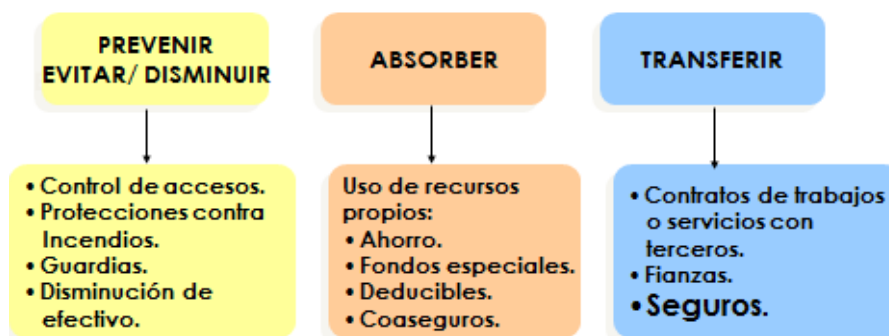 PREVENIR
EVITAR/ DISMINUIR
ABSORBER
TRANSFERIR
• Control de accesos.
• Protecciones contra
Incendios.
• Guardias.
• Disminución de
efectivo.
Uso de recursos
propios:
• Ahorro.
• Fondos especiales.
• Deducibles.
• Coaseguros.
• Contratos de trabajos
o servicios con
terceros.
• Fianzas.
• Seguros.